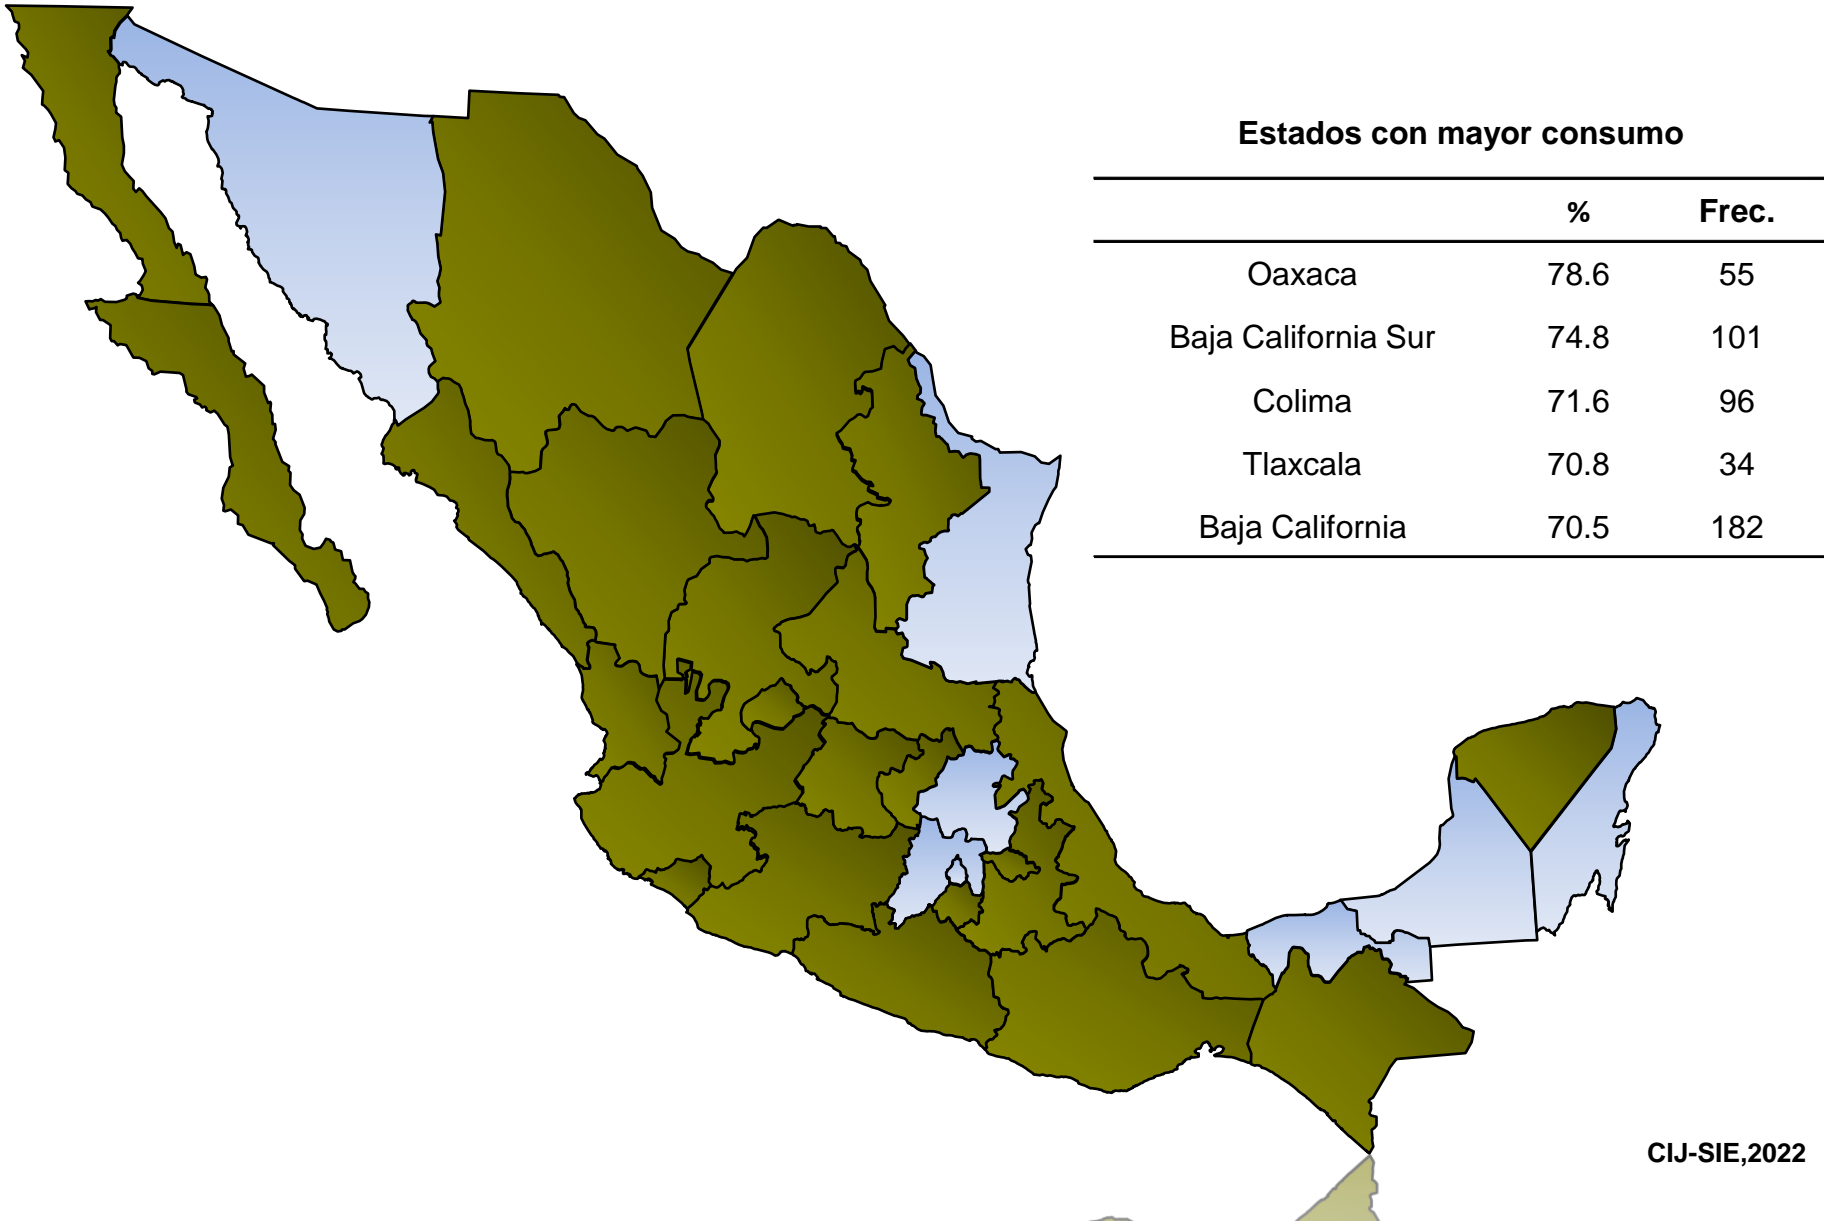 Estados con mayor consumo
% Frec.
Oaxaca 78.6 55
Baja California Sur 74.8 101
Colima 71.6 96
Tlaxcala 70.8 34
Baja California 70.5 182
CIJ-SIE,2022